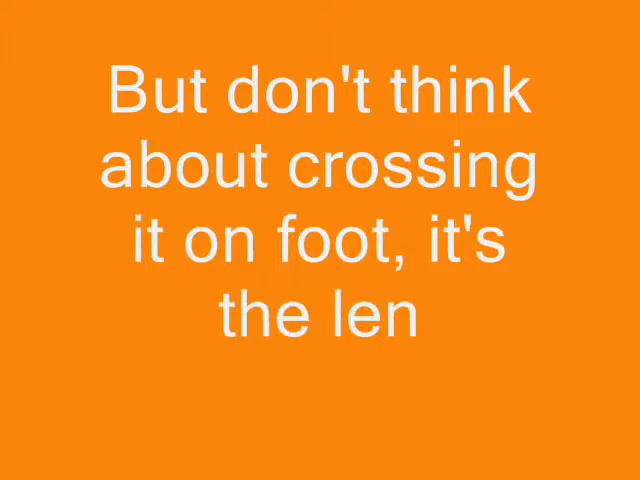 But don't think
about crossing
it on foot, it's
the len